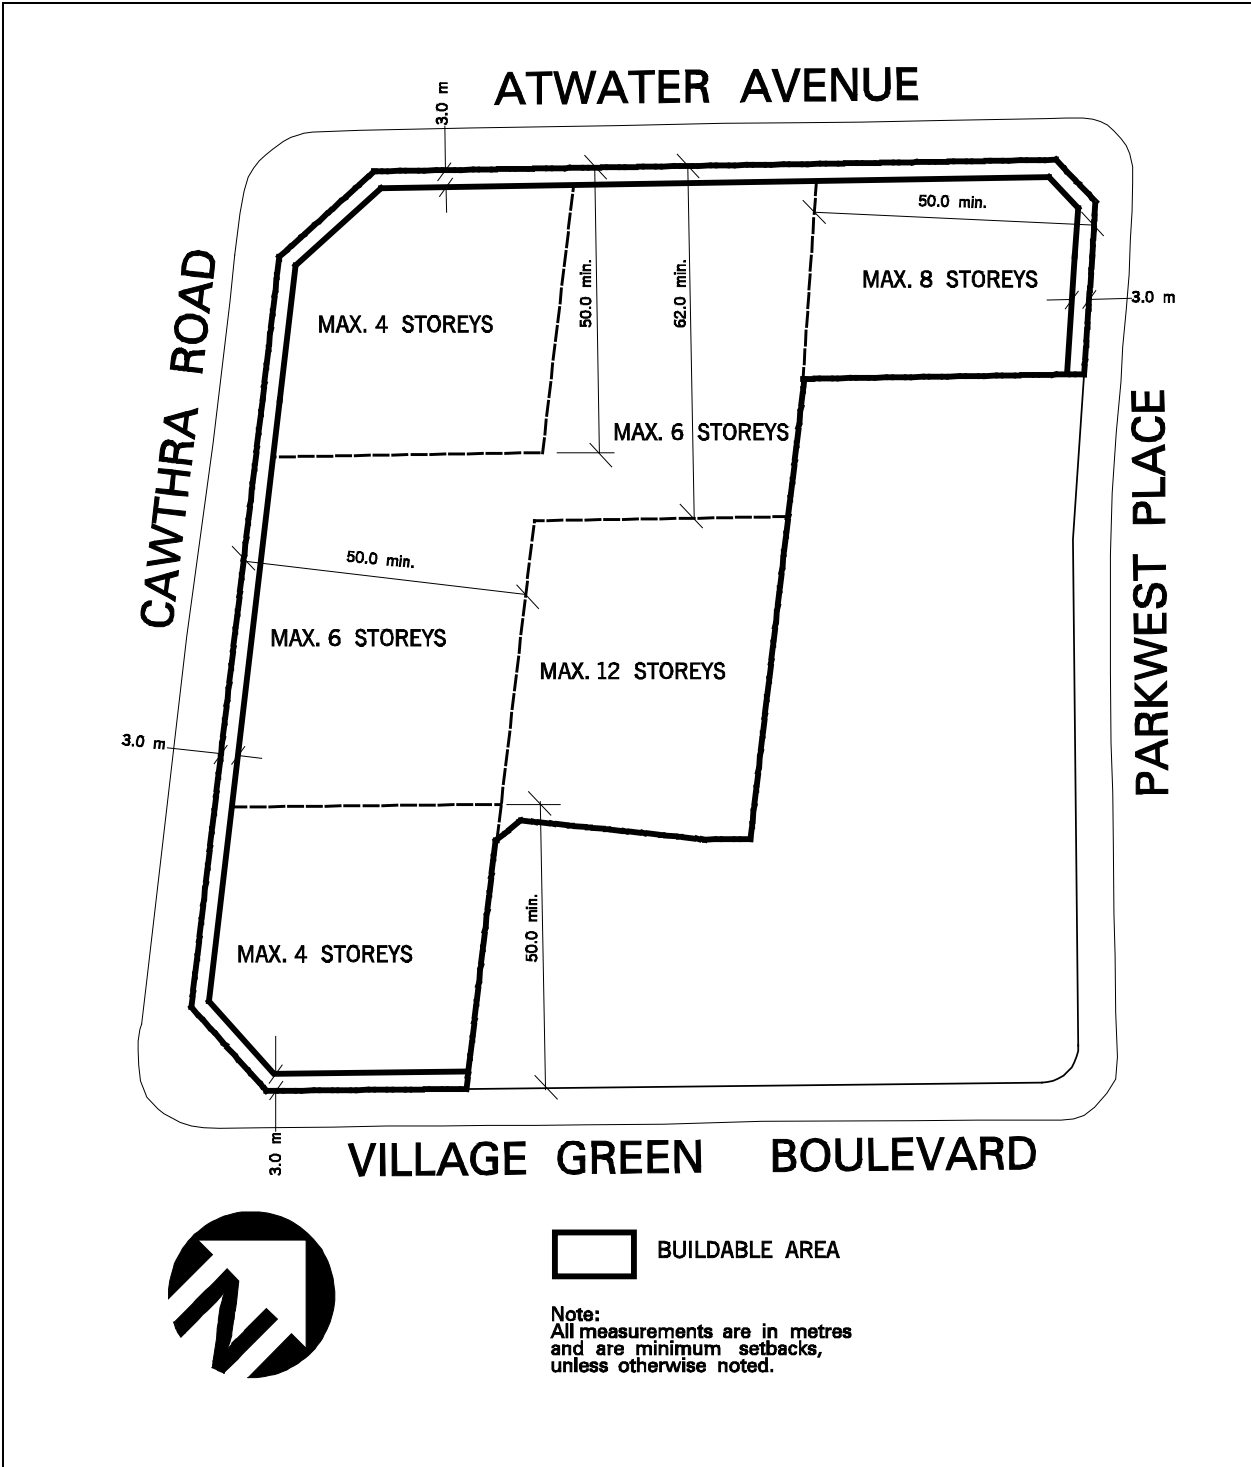 ATWATER AVENUE
3.0 m
50.0 min.
MAX. 8 STOREYS
3.0 m
50.0 min.
62.0 min.
MAX. 4 STOREYS
CAWTHRA ROAD
MAX. 6 STOREYS
PARKWEST PLACE
50.0 min.
MAX. 6 STOREYS
MAX. 12 STOREYS
3.0 m
50.0 min.
MAX. 4 STOREYS
3.0 m
VILLAGE GREEN BOULEVARD
N
BUILDABLE AREA
Note:
All measurements are in metres
and are minimum setbacks,
unless otherwise noted.